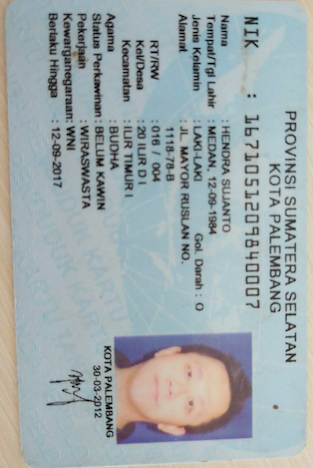 PROVINSI SUMATERA SELATAN
KOTA PALEMBANG
NIK : 1671051209840007
Nama : HENDRA SUJANTO
Tempat/Tgl Lahir : MEDAN, 12-09-1984
Jenis Kelamin : LAKI-LAKI Gol. Darah : O
Alamat : JL. MAYOR RUSLAN NO.
1118-78-B
RT/RW : 016 / 004
Kel/Desa : 20 ILIR D I
Kecamatan : ILIR TIMUR I
Agama : BUDHA
Status Perkawinan : BELUM KAWIN
Pekerjaan : WIRASWASTA
Kewarganegaraan: WNI
Berlaku Hingga : 12-09-2017
KOTA PALEMBANG
30-03-2012